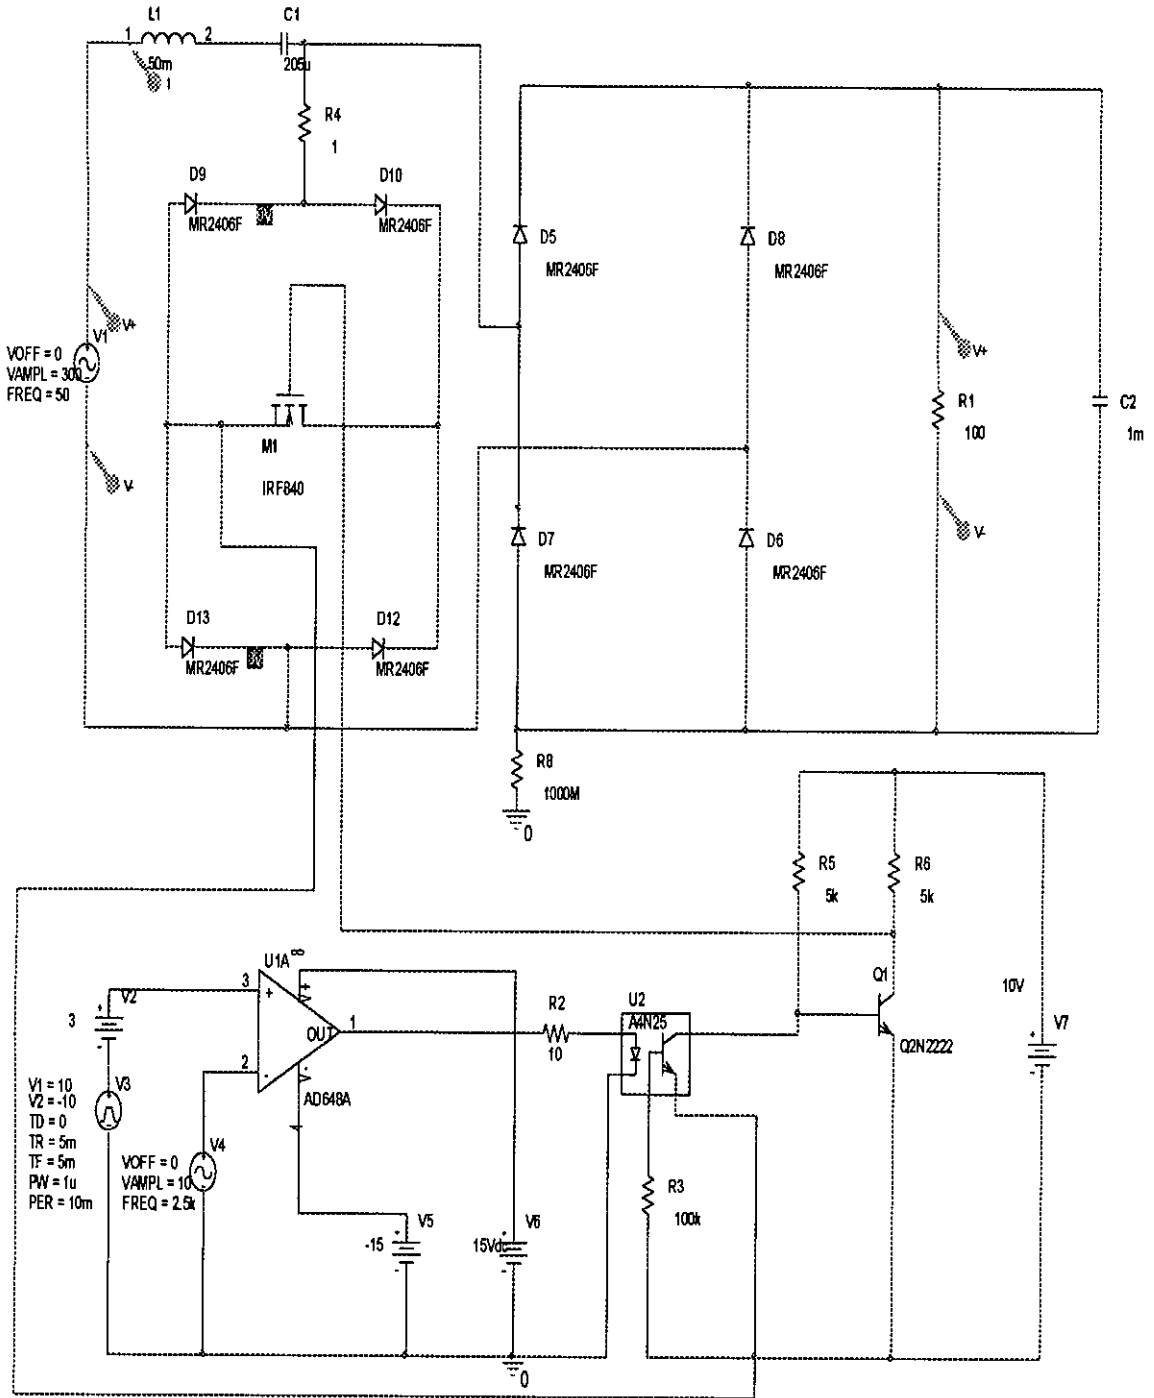 L1
1
2
50m
I
C1
205u
R4
1
D9
MR2406F
D10
MR2406F
D5
MR2406F
D8
MR2406F
V+
V1
VOFF = 0
VAMPL = 300
FREQ = 50
V-
M1
IRF840
V+
R1
100
V-
C2
1m
D7
MR2406F
D6
MR2406F
D13
MR2406F
D12
MR2406F
R8
1000M
0
R5
5k
R6
5k
U1A
∞
3
+
V+
OUT
1
2
-
V-
AD648A
V2
3
V3
V1 = 10
V2 = -10
TD = 0
TR = 5m
TF = 5m
PW = 1u
PER = 10m
V4
VOFF = 0
VAMPL = 10
FREQ = 2.5k
R2
10
U2
A4N25
R3
100k
Q1
Q2N2222
10V
V7
V5
-15
V6
15Vdc
0